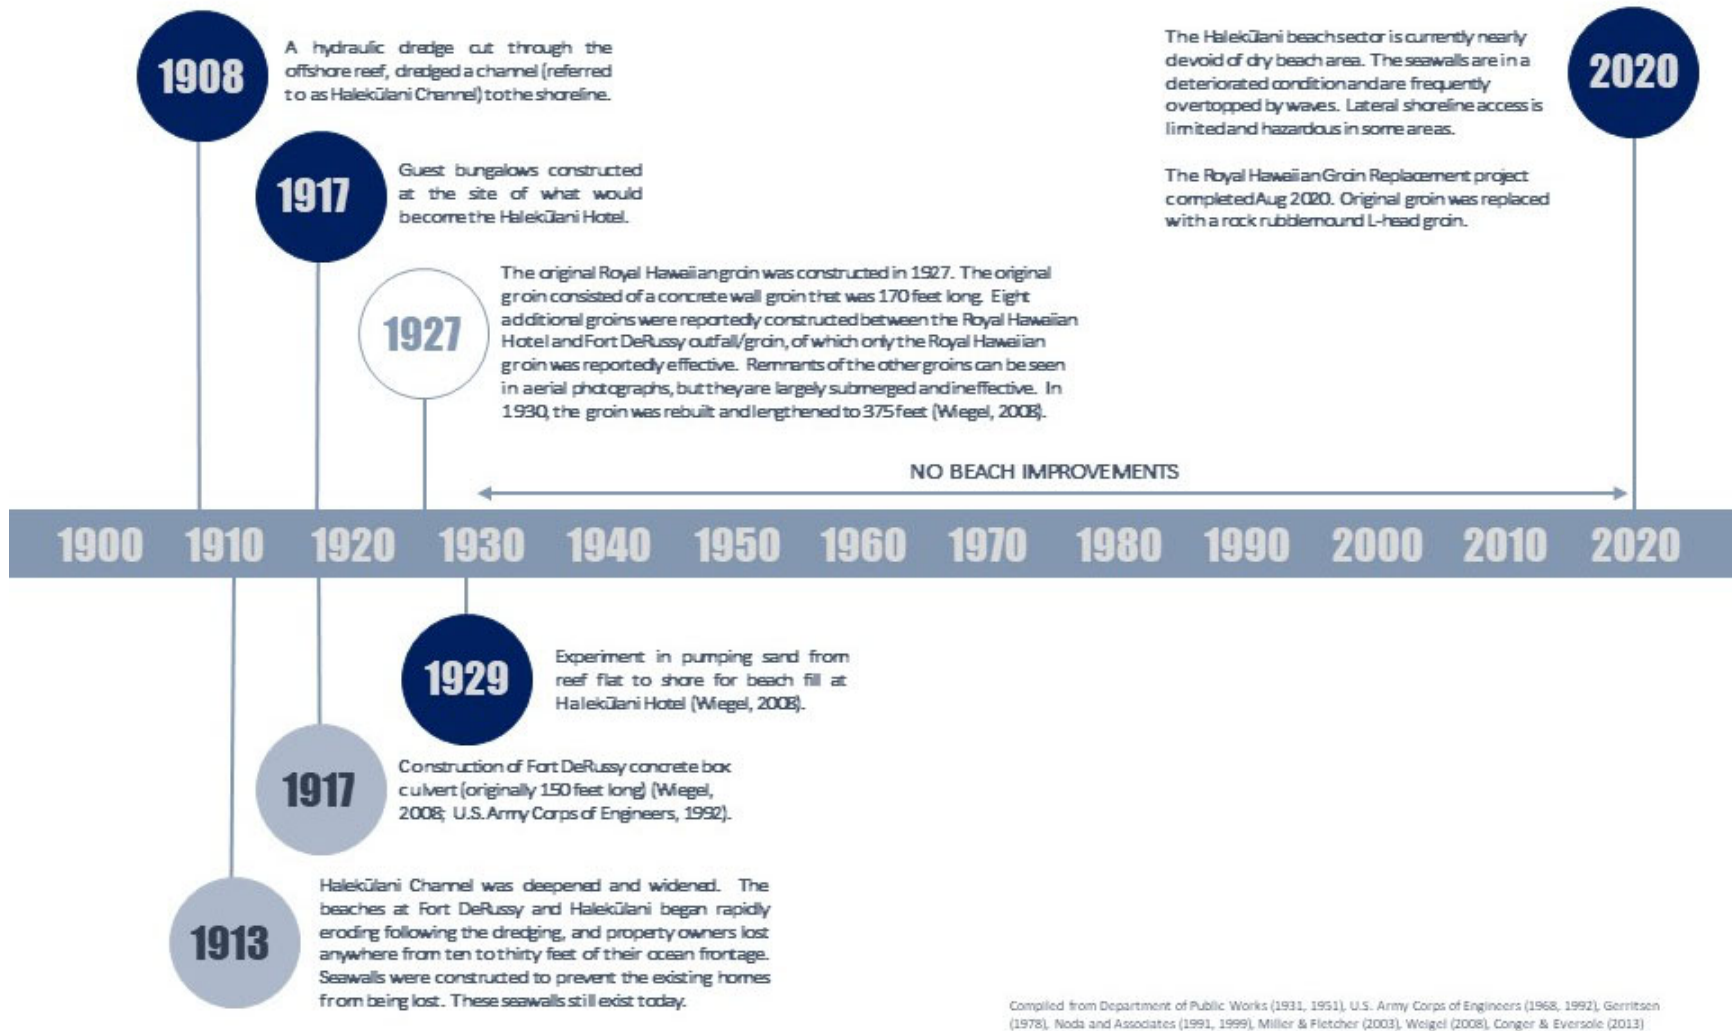 1908
A hydraulic dredge cut through the
offshore reef, dredged a channel (referred
to as Halekūlani Channel) to the shoreline.
1917
Guest bungalows constructed
at the site of what would
become the Halekūlani Hotel.
1927
The original Royal Hawaiian groin was constructed in 1927. The original
groin consisted of a concrete wall groin that was 170 feet long. Eight
additional groins were reportedly constructed between the Royal Hawaiian
Hotel and Fort DeRussy outfall/groin, of which only the Royal Hawaiian
groin was reportedly effective. Remnants of the other groins can be seen
in aerial photographs, but they are largely submerged and ineffective. In
1930, the groin was rebuilt and lengthened to 375 feet (Wiegel, 2008).
The Halekūlani beach sector is currently nearly
devoid of dry beach area. The seawalls are in a
deteriorated condition and are frequently
overtopped by waves. Lateral shoreline access is
limited and hazardous in some areas.
The Royal Hawaiian Groin Replacement project
completed Aug 2020. Original groin was replaced
with a rock rubblemound L-head groin.
2020
NO BEACH IMPROVEMENTS
1900 1910 1920 1930 1940 1950 1960 1970 1980 1990 2000 2010 2020
1929
Experiment in pumping sand from
reef flat to shore for beach fill at
Halekūlani Hotel (Wiegel, 2008).
1917
Construction of Fort DeRussy concrete box
culvert (originally 150 feet long) (Wiegel,
2008; U.S. Army Corps of Engineers, 1992).
1913
Halekūlani Channel was deepened and widened. The
beaches at Fort DeRussy and Halekūlani began rapidly
eroding following the dredging, and property owners lost
anywhere from ten to thirty feet of their ocean frontage.
Seawalls were constructed to prevent the existing homes
from being lost. These seawalls still exist today.
Compiled from Department of Public Works (1931, 1951), U.S. Army Corps of Engineers (1968, 1992), Gerritsen
(1978), Noda and Associates (1991, 1999), Miller & Fletcher (2003), Weigel (2008), Conger & Eversole (2013)